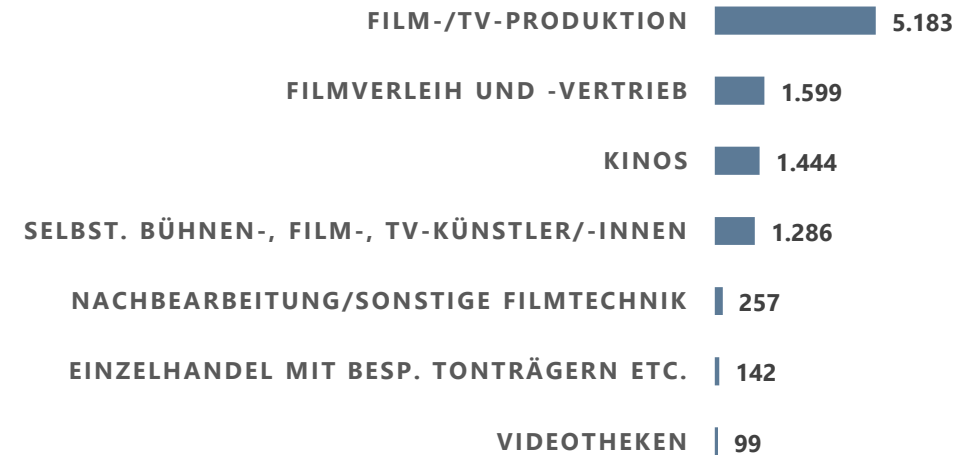 FILM-/TV-PRODUKTION 5.183
FILMVERLEIH UND -VERTRIEB 1.599
KINOS 1.444
SELBST. BÜHNEN-, FILM-, TV-KÜNSTLER/-INNEN 1.286
NACHBEARBEITUNG/SONSTIGE FILMTECHNIK 257
EINZELHANDEL MIT BESP. TONTRÄGERN ETC. 142
VIDEOTHEKEN 99